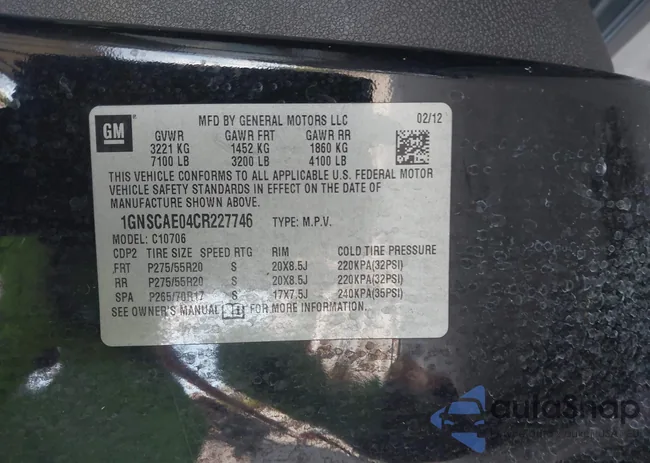 GM
MFD BY GENERAL MOTORS LLC 02/12
GVWR GAWR FRT GAWR RR
3221 KG 1452 KG 1860 KG
7100 LB 3200 LB 4100 LB
THIS VEHICLE CONFORMS TO ALL APPLICABLE U.S. FEDERAL MOTOR
VEHICLE SAFETY STANDARDS IN EFFECT ON THE DATE OF
MANUFACTURE SHOWN ABOVE.
1GNSCAE04CR227746 TYPE: M.P.V.
MODEL: C10706
CDP2 TIRE SIZE SPEED RTG RIM COLD TIRE PRESSURE
FRT P275/55R20 S 20X8.5J 220KPA(32PSI)
RR P275/55R20 S 20X8.5J 220KPA(32PSI)
SPA P265/70R17 S 17X7.5J 240KPA(35PSI)
SEE OWNER'S MANUAL FOR MORE INFORMATION.
autoSnap